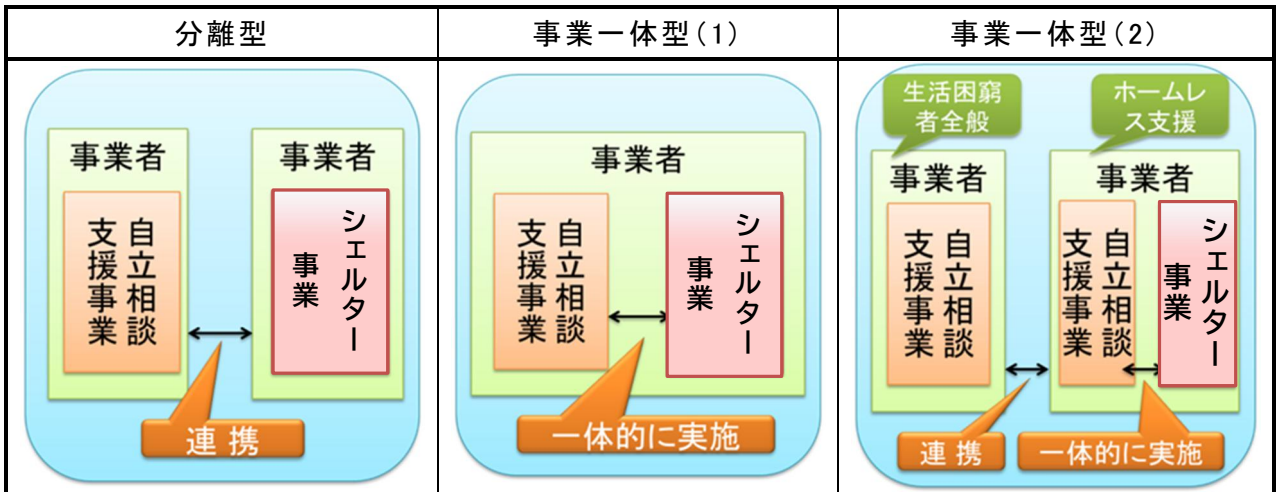 分離型
事業者
自立相談
支援事業
事業者
シェルター
事業
連携
事業一体型(1)
事業者
自立相談
支援事業
シェルター
事業
一体的に実施
事業一体型(2)
生活困窮
者全般
ホームレ
ス支援
事業者
自立相談
支援事業
事業者
自立相談
支援事業
シェルター
事業
連携
一体的に実施